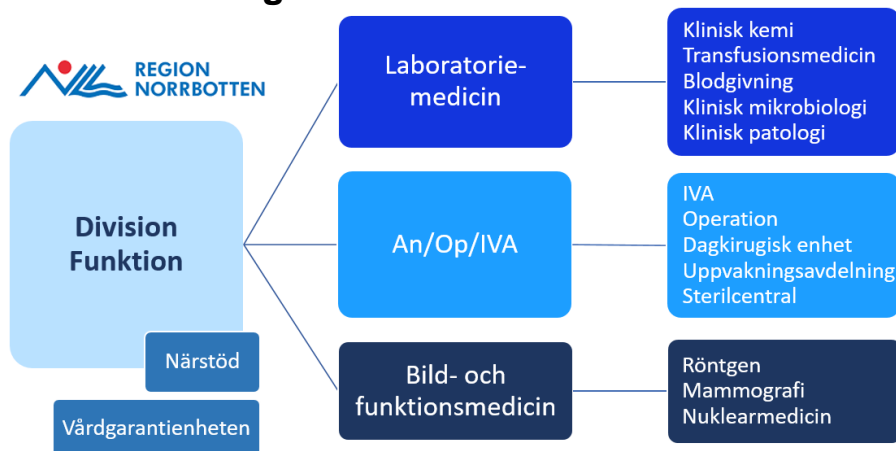 REGION
NORRBOTTEN
Division
Funktion
Närstöd
Vårdgarantienheten
Laboratorie-
medicin
Klinisk kemi
Transfusionsmedicin
Blodgivning
Klinisk mikrobiologi
Klinisk patologi
An/Op/IVA
IVA
Operation
Dagkirugisk enhet
Uppvakningsavdelning
Sterilcentral
Bild- och
funktionsmedicin
Röntgen
Mammografi
Nuklearmedicin